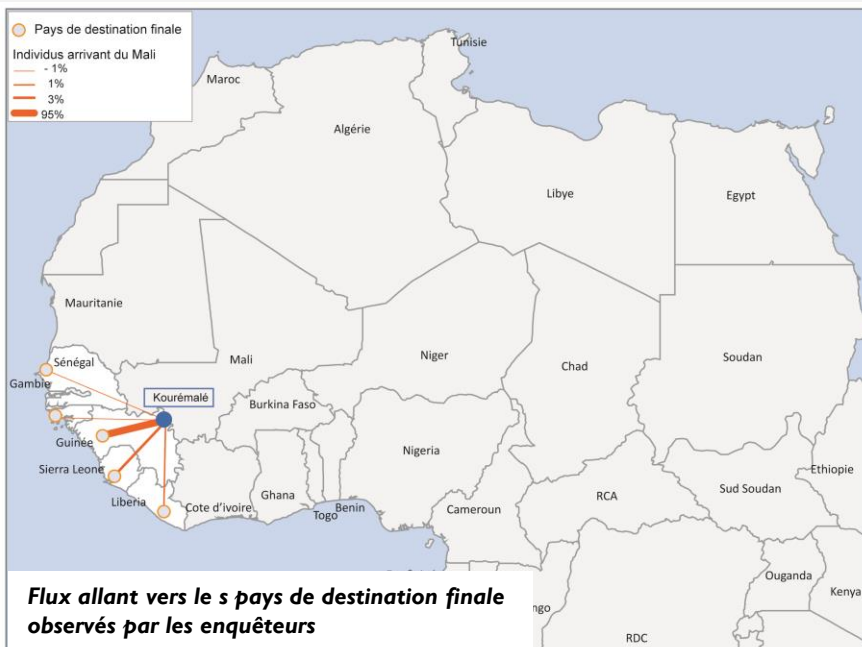 Pays de destination finale
Individus arrivant du Mali
- 1%
1%
3%
95%
Tunisie
Maroc
Algérie
Libye
Egypt
Mauritanie
Sénégal
Mali
Niger
Chad
Soudan
Gambie
Kourémalé
Burkina Faso
Guinée
Nigeria
Sierra Leone
Ethiopie
Liberia
Cote d'ivoire
Ghana
Togo
Benin
Cameroun
RCA
Sud Soudan
Ouganda
Kenya
ngo
RDC
Flux allant vers le s pays de destination finale
observés par les enquêteurs